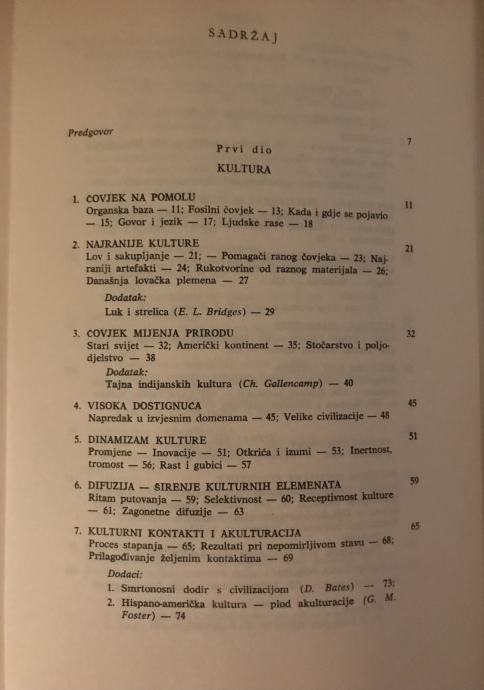 SADRŽAJ
Predgovor 7
Prvi dio
KULTURA
1. ČOVJEK NA POMOLU 11
Organska baza — 11; Fosilni čovjek — 13; Kada i gdje se pojavio
— 15; Govor i jezik — 17; Ljudske rase — 18
2. NAJRANIJE KULTURE 21
Lov i sakupljanje — 21; — Pomagači ranog čovjeka — 23; Naj-
raniji artefakti — 24; Rukotvorine od raznog materijala — 26;
Današnja lovačka plemena — 27
Dodatak:
Luk i strelica (E. L. Bridges) — 29
3. ČOVJEK MIJENJA PRIRODU 32
Stari svijet — 32; Američki kontinent — 35; Stočarstvo i poljo-
djelstvo — 38
Dodatak:
Tajna indijanskih kultura (Ch. Gallencamp) — 40
4. VISOKA DOSTIGNUĆA 45
Napredak u izvjesnim domenama — 45; Velike civilizacije — 48
5. DINAMIZAM KULTURE 51
Promjene — Inovacije — 51; Otkrića i izumi — 53; Inertnost,
tromost — 56; Rast i gubici — 57
6. DIFUZIJA — ŠIRENJE KULTURNIH ELEMENATA 59
Ritam putovanja — 59; Selektivnost — 60; Receptivnost kulture
— 61; Zagonetne difuzije — 63
7. KULTURNI KONTAKTI I AKULTURACIJA 65
Proces stapanja — 65; Rezultati pri nepomirljivom stavu — 68;
Prilagođivanje željenim kontaktima — 69
Dodaci:
1. Smrtonosni dodir s civilizacijom (D. Bates) — 73;
2. Hispano-američka kultura — plod akulturacije (G. M.
Foster) — 74